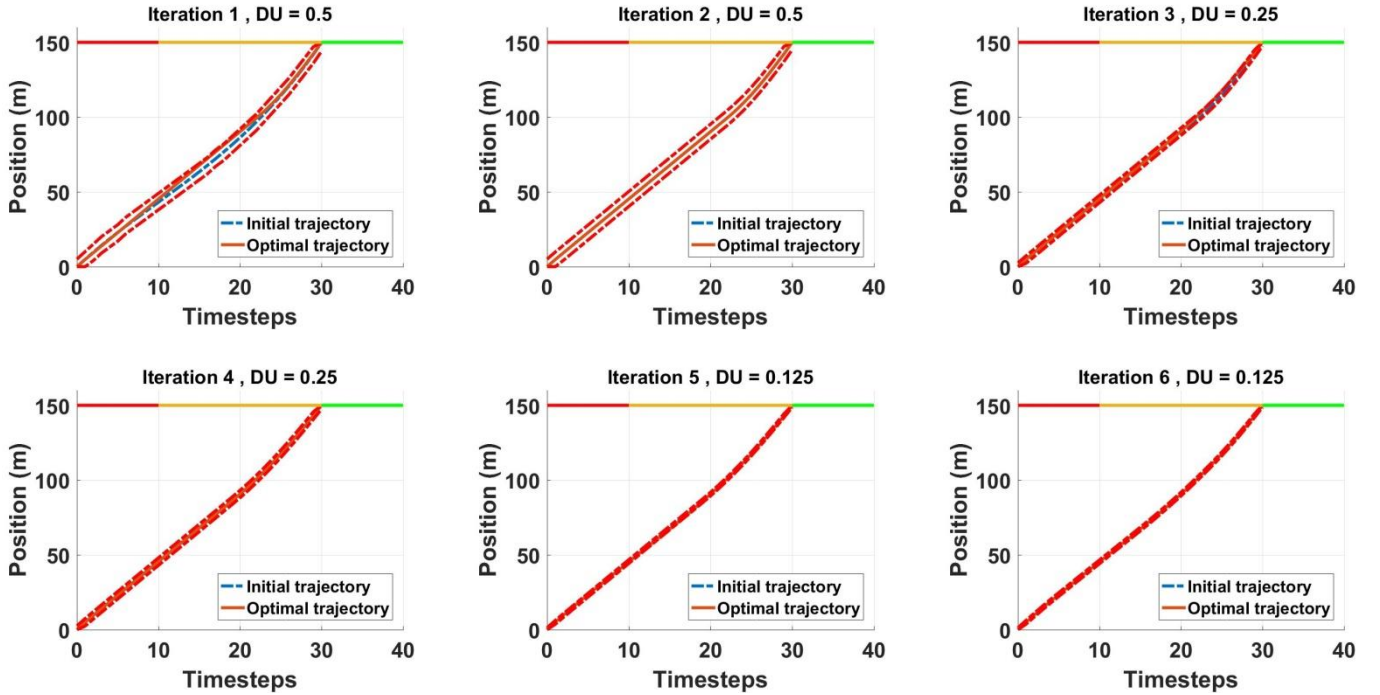 Iteration 1 , DU = 0.5
150
100
50
0
Position (m)
Initial trajectory
Optimal trajectory
0 10 20 30 40
Timesteps
Iteration 2 , DU = 0.5
150
100
50
0
Position (m)
Initial trajectory
Optimal trajectory
0 10 20 30 40
Timesteps
Iteration 3 , DU = 0.25
150
100
50
0
Position (m)
Initial trajectory
Optimal trajectory
0 10 20 30 40
Timesteps
Iteration 4 , DU = 0.25
150
100
50
0
Position (m)
Initial trajectory
Optimal trajectory
0 10 20 30 40
Timesteps
Iteration 5 , DU = 0.125
150
100
50
0
Position (m)
Initial trajectory
Optimal trajectory
0 10 20 30 40
Timesteps
Iteration 6 , DU = 0.125
150
100
50
0
Position (m)
Initial trajectory
Optimal trajectory
0 10 20 30 40
Timesteps